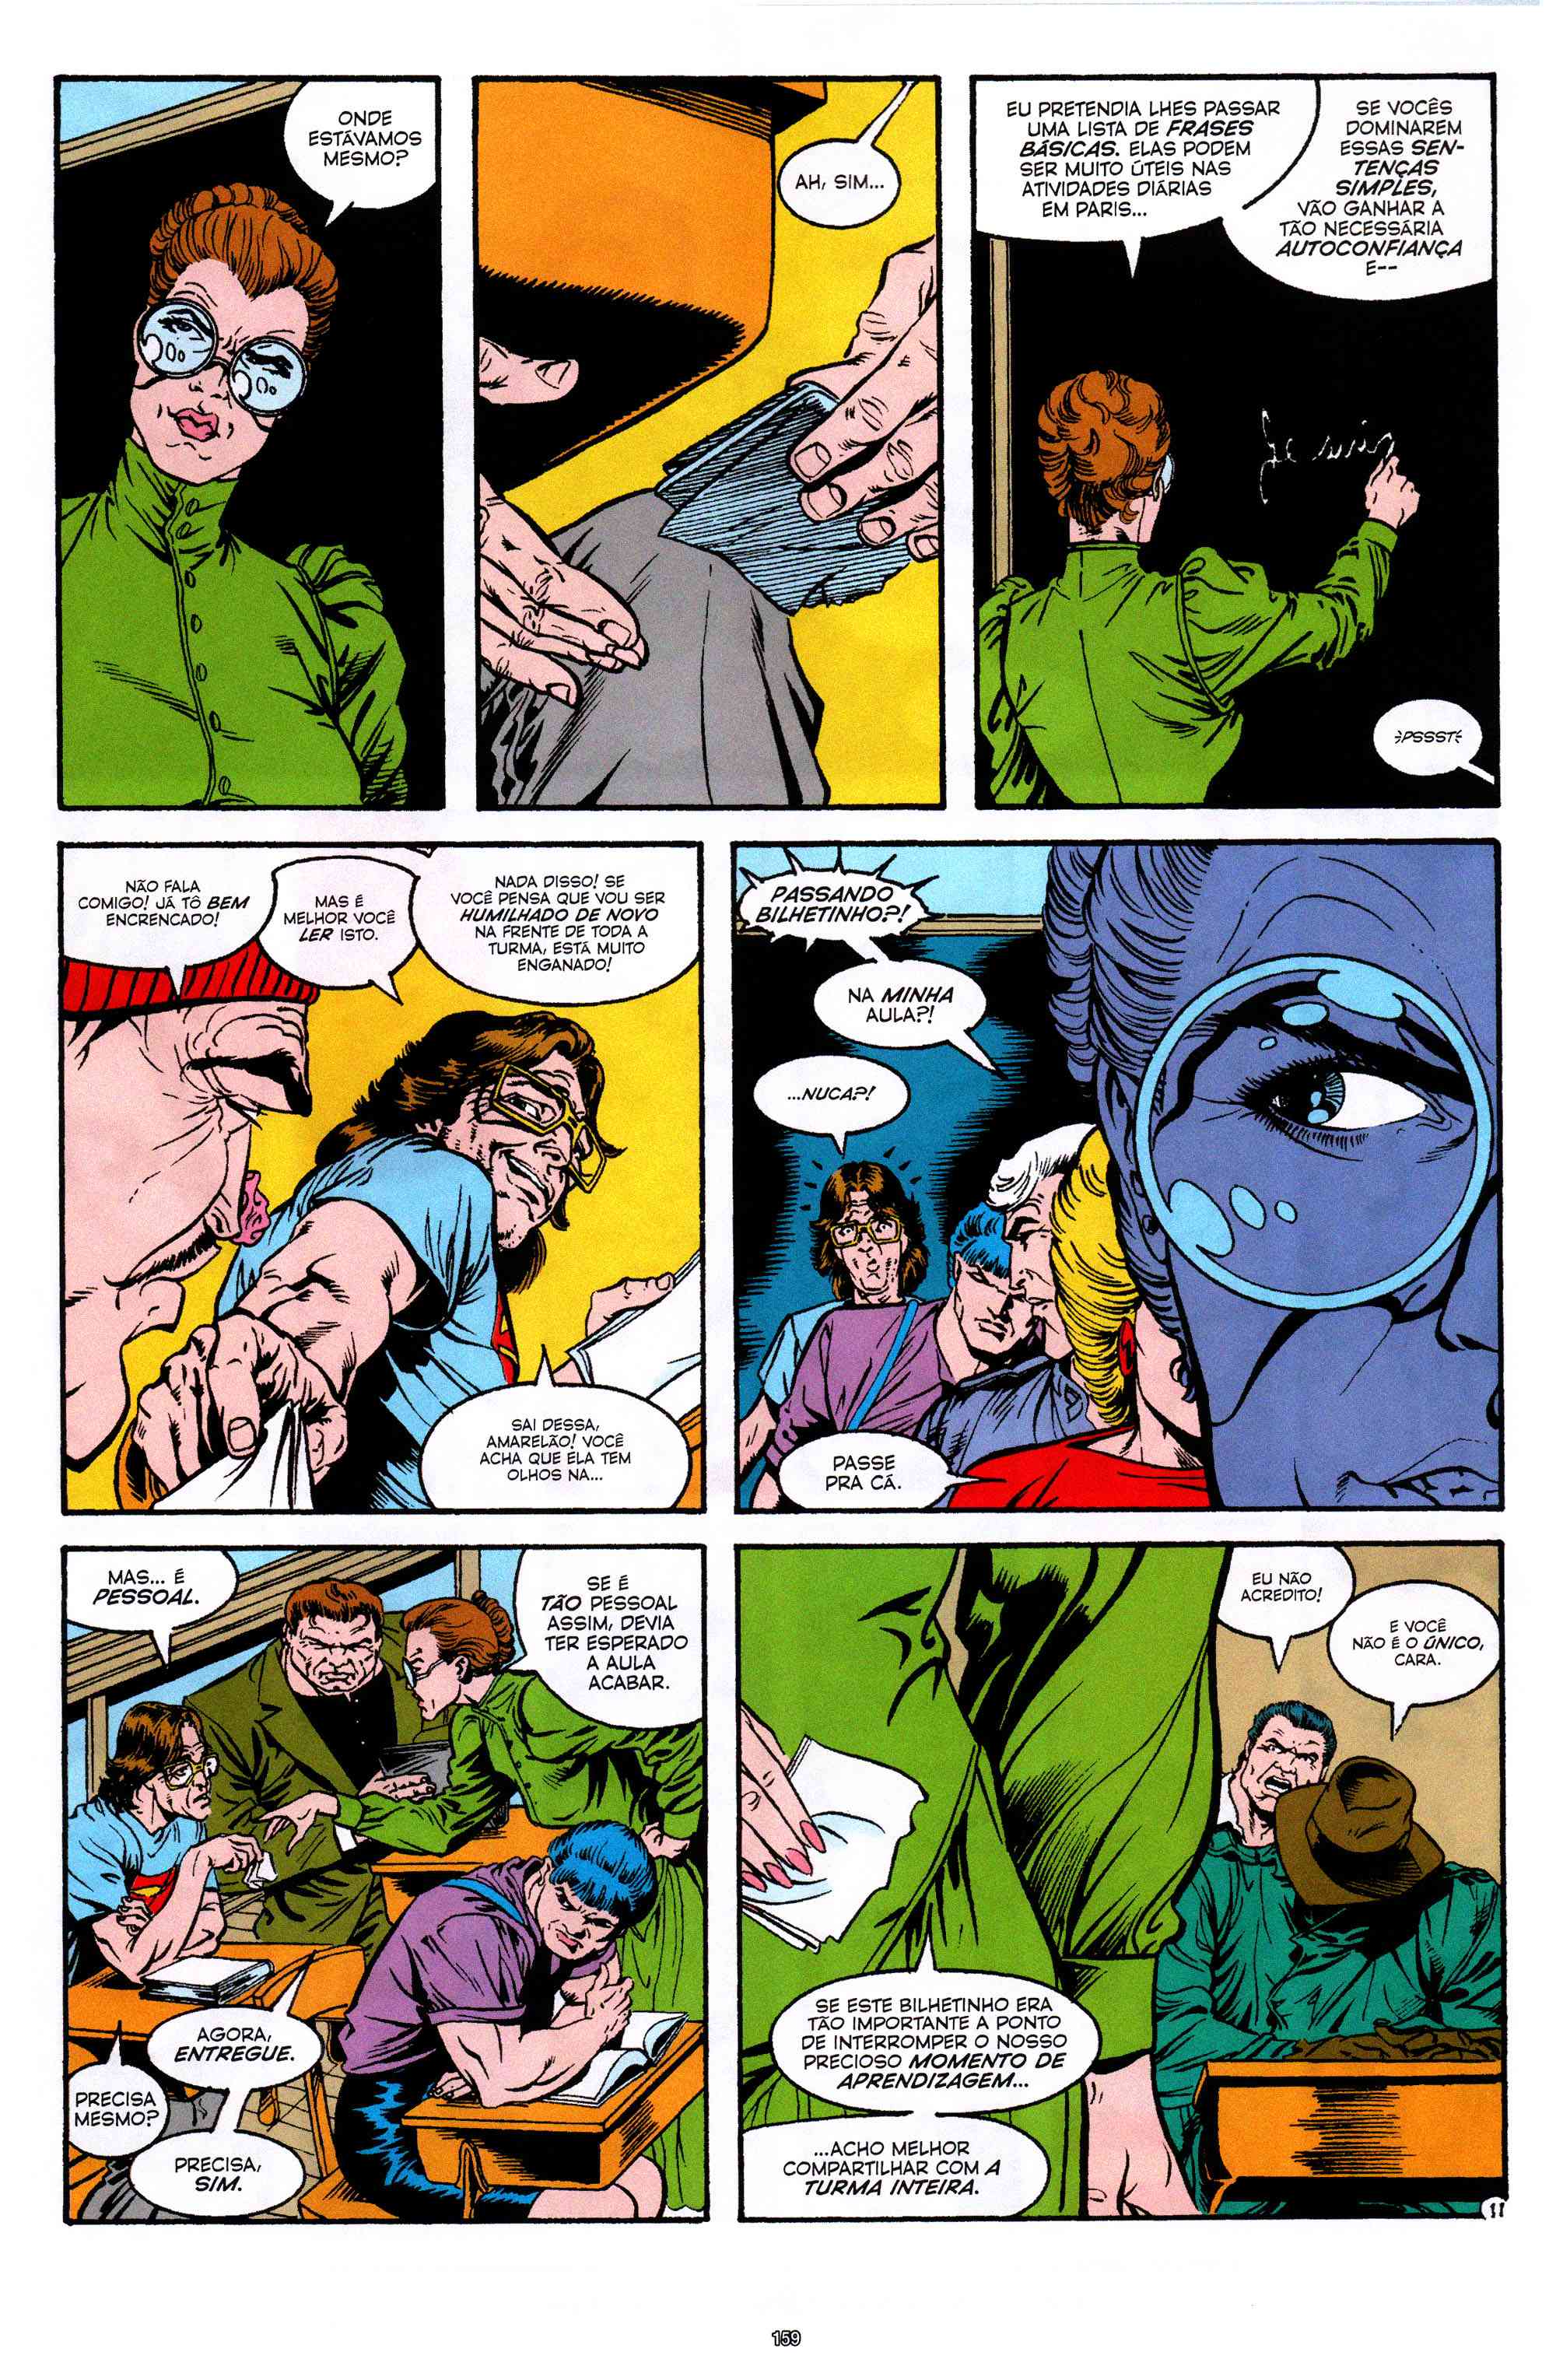 ONDE
ESTÁVAMOS
MESMO?
AH, SIM...
EU PRETENDIA LHES PASSAR
UMA LISTA DE FRASES
BÁSICAS. ELAS PODEM
SER MUITO ÚTEIS NAS
ATIVIDADES DIÁRIAS
EM PARIS...
SE VOCÊS
DOMINAREM
ESSAS SEN-
TENÇAS
SIMPLES,
VÃO GANHAR A
TÃO NECESSÁRIA
AUTOCONFIANÇA
E--
Je suis
PSSST
NÃO FALA
COMIGO! JÁ TÔ BEM
ENCRENCADO!
MAS É
MELHOR VOCÊ
LER ISTO.
NADA DISSO! SE
VOCÊ PENSA QUE VOU SER
HUMILHADO DE NOVO
NA FRENTE DE TODA A
TURMA, ESTÁ MUITO
ENGANADO!
SAI DESSA,
AMARELÃO! VOCÊ
ACHA QUE ELA TEM
OLHOS NA...
PASSANDO
BILHETINHO?!
NA MINHA
AULA?!
...NUCA?!
PASSE
PRA CÁ.
MAS... É
PESSOAL.
SE É
TÃO PESSOAL
ASSIM, DEVIA
TER ESPERADO
A AULA
ACABAR.
AGORA,
ENTREGUE.
PRECISA
MESMO?
PRECISA,
SIM.
EU NÃO
ACREDITO!
E VOCÊ
NÃO É O ÚNICO,
CARA.
SE ESTE BILHETINHO ERA
TÃO IMPORTANTE A PONTO
DE INTERROMPER O NOSSO
PRECIOSO MOMENTO DE
APRENDIZAGEM...
...ACHO MELHOR
COMPARTILHAR COM A
TURMA INTEIRA.
11
159